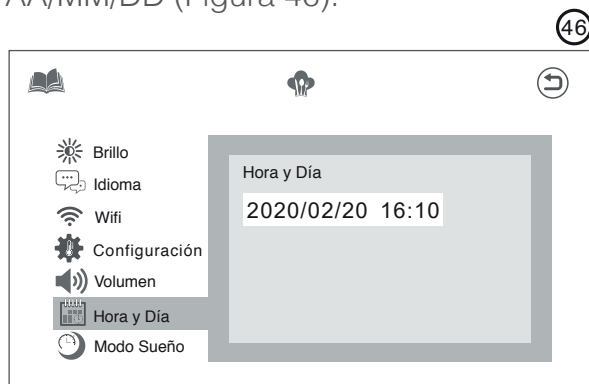 AA/MM/DD (Figura 46).
46
Brillo
Idioma
Wifi
Configuración
Volumen
Hora y Día
Modo Sueño
Hora y Día
2020/02/20 16:10